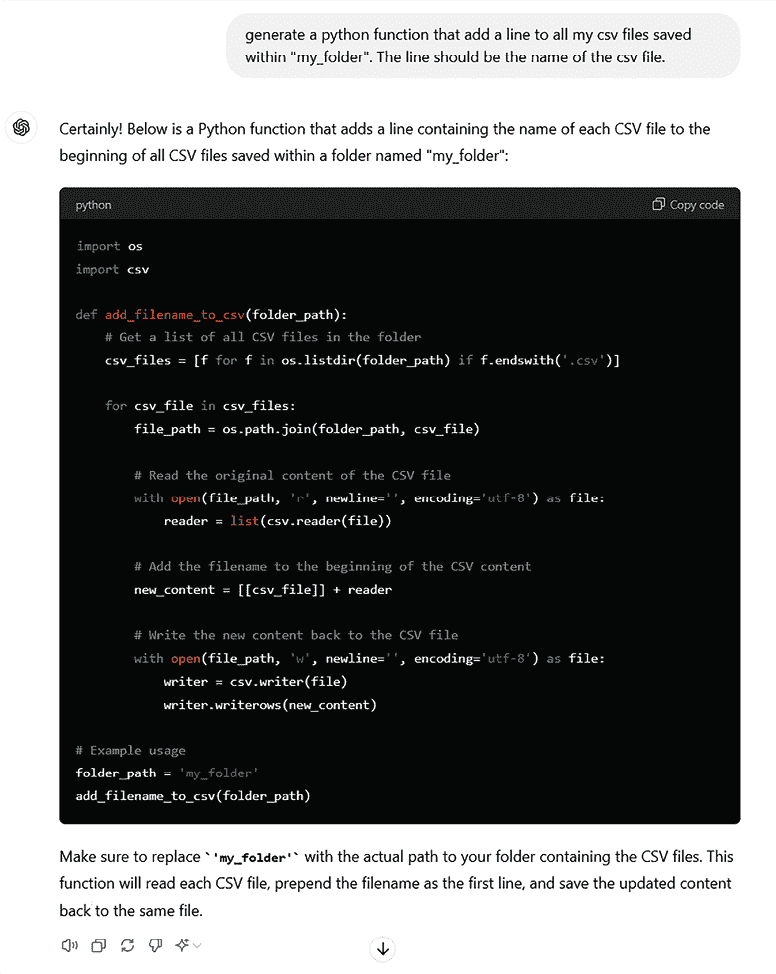 generate a python function that add a line to all my csv files saved
within "my_folder". The line should be the name of the csv file.
Certainly! Below is a Python function that adds a line containing the name of each CSV file to the
beginning of all CSV files saved within a folder named "my_folder":
python
Copy code
import os
import csv
def add_filename_to_csv(folder_path):
# Get a list of all CSV files in the folder
csv_files = [f for f in os.listdir(folder_path) if f.endswith('.csv')]
for csv_file in csv_files:
file_path = os.path.join(folder_path, csv_file)
# Read the original content of the CSV file
with open(file_path, 'r', newline='', encoding='utf-8') as file:
reader = list(csv.reader(file))
# Add the filename to the beginning of the CSV content
new_content = [[csv_file]] + reader
# Write the new content back to the CSV file
with open(file_path, 'w', newline='', encoding='utf-8') as file:
writer = csv.writer(file)
writer.writerows(new_content)
# Example usage
folder_path = 'my_folder'
add_filename_to_csv(folder_path)
Make sure to replace `'my_folder'` with the actual path to your folder containing the CSV files. This
function will read each CSV file, prepend the filename as the first line, and save the updated content
back to the same file.